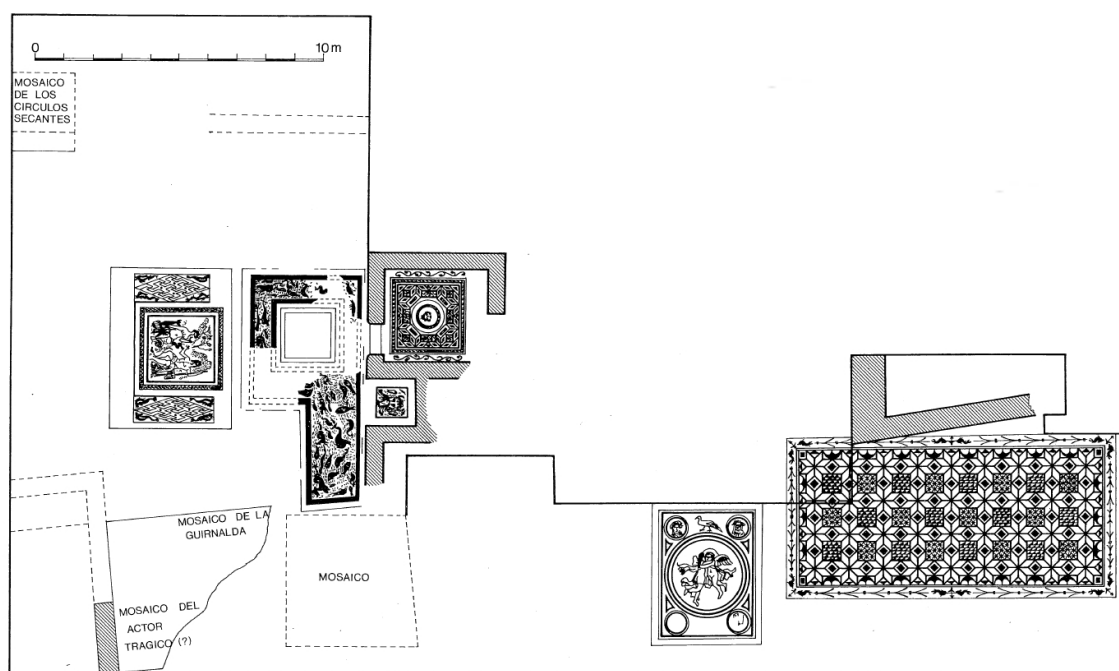 0 10 m
MOSAICO
DE LOS
CIRCULOS
SECANTES
MOSAICO DE LA
GUIRNALDA
MOSAICO
MOSAICO DEL
ACTOR
TRAGICO (?)